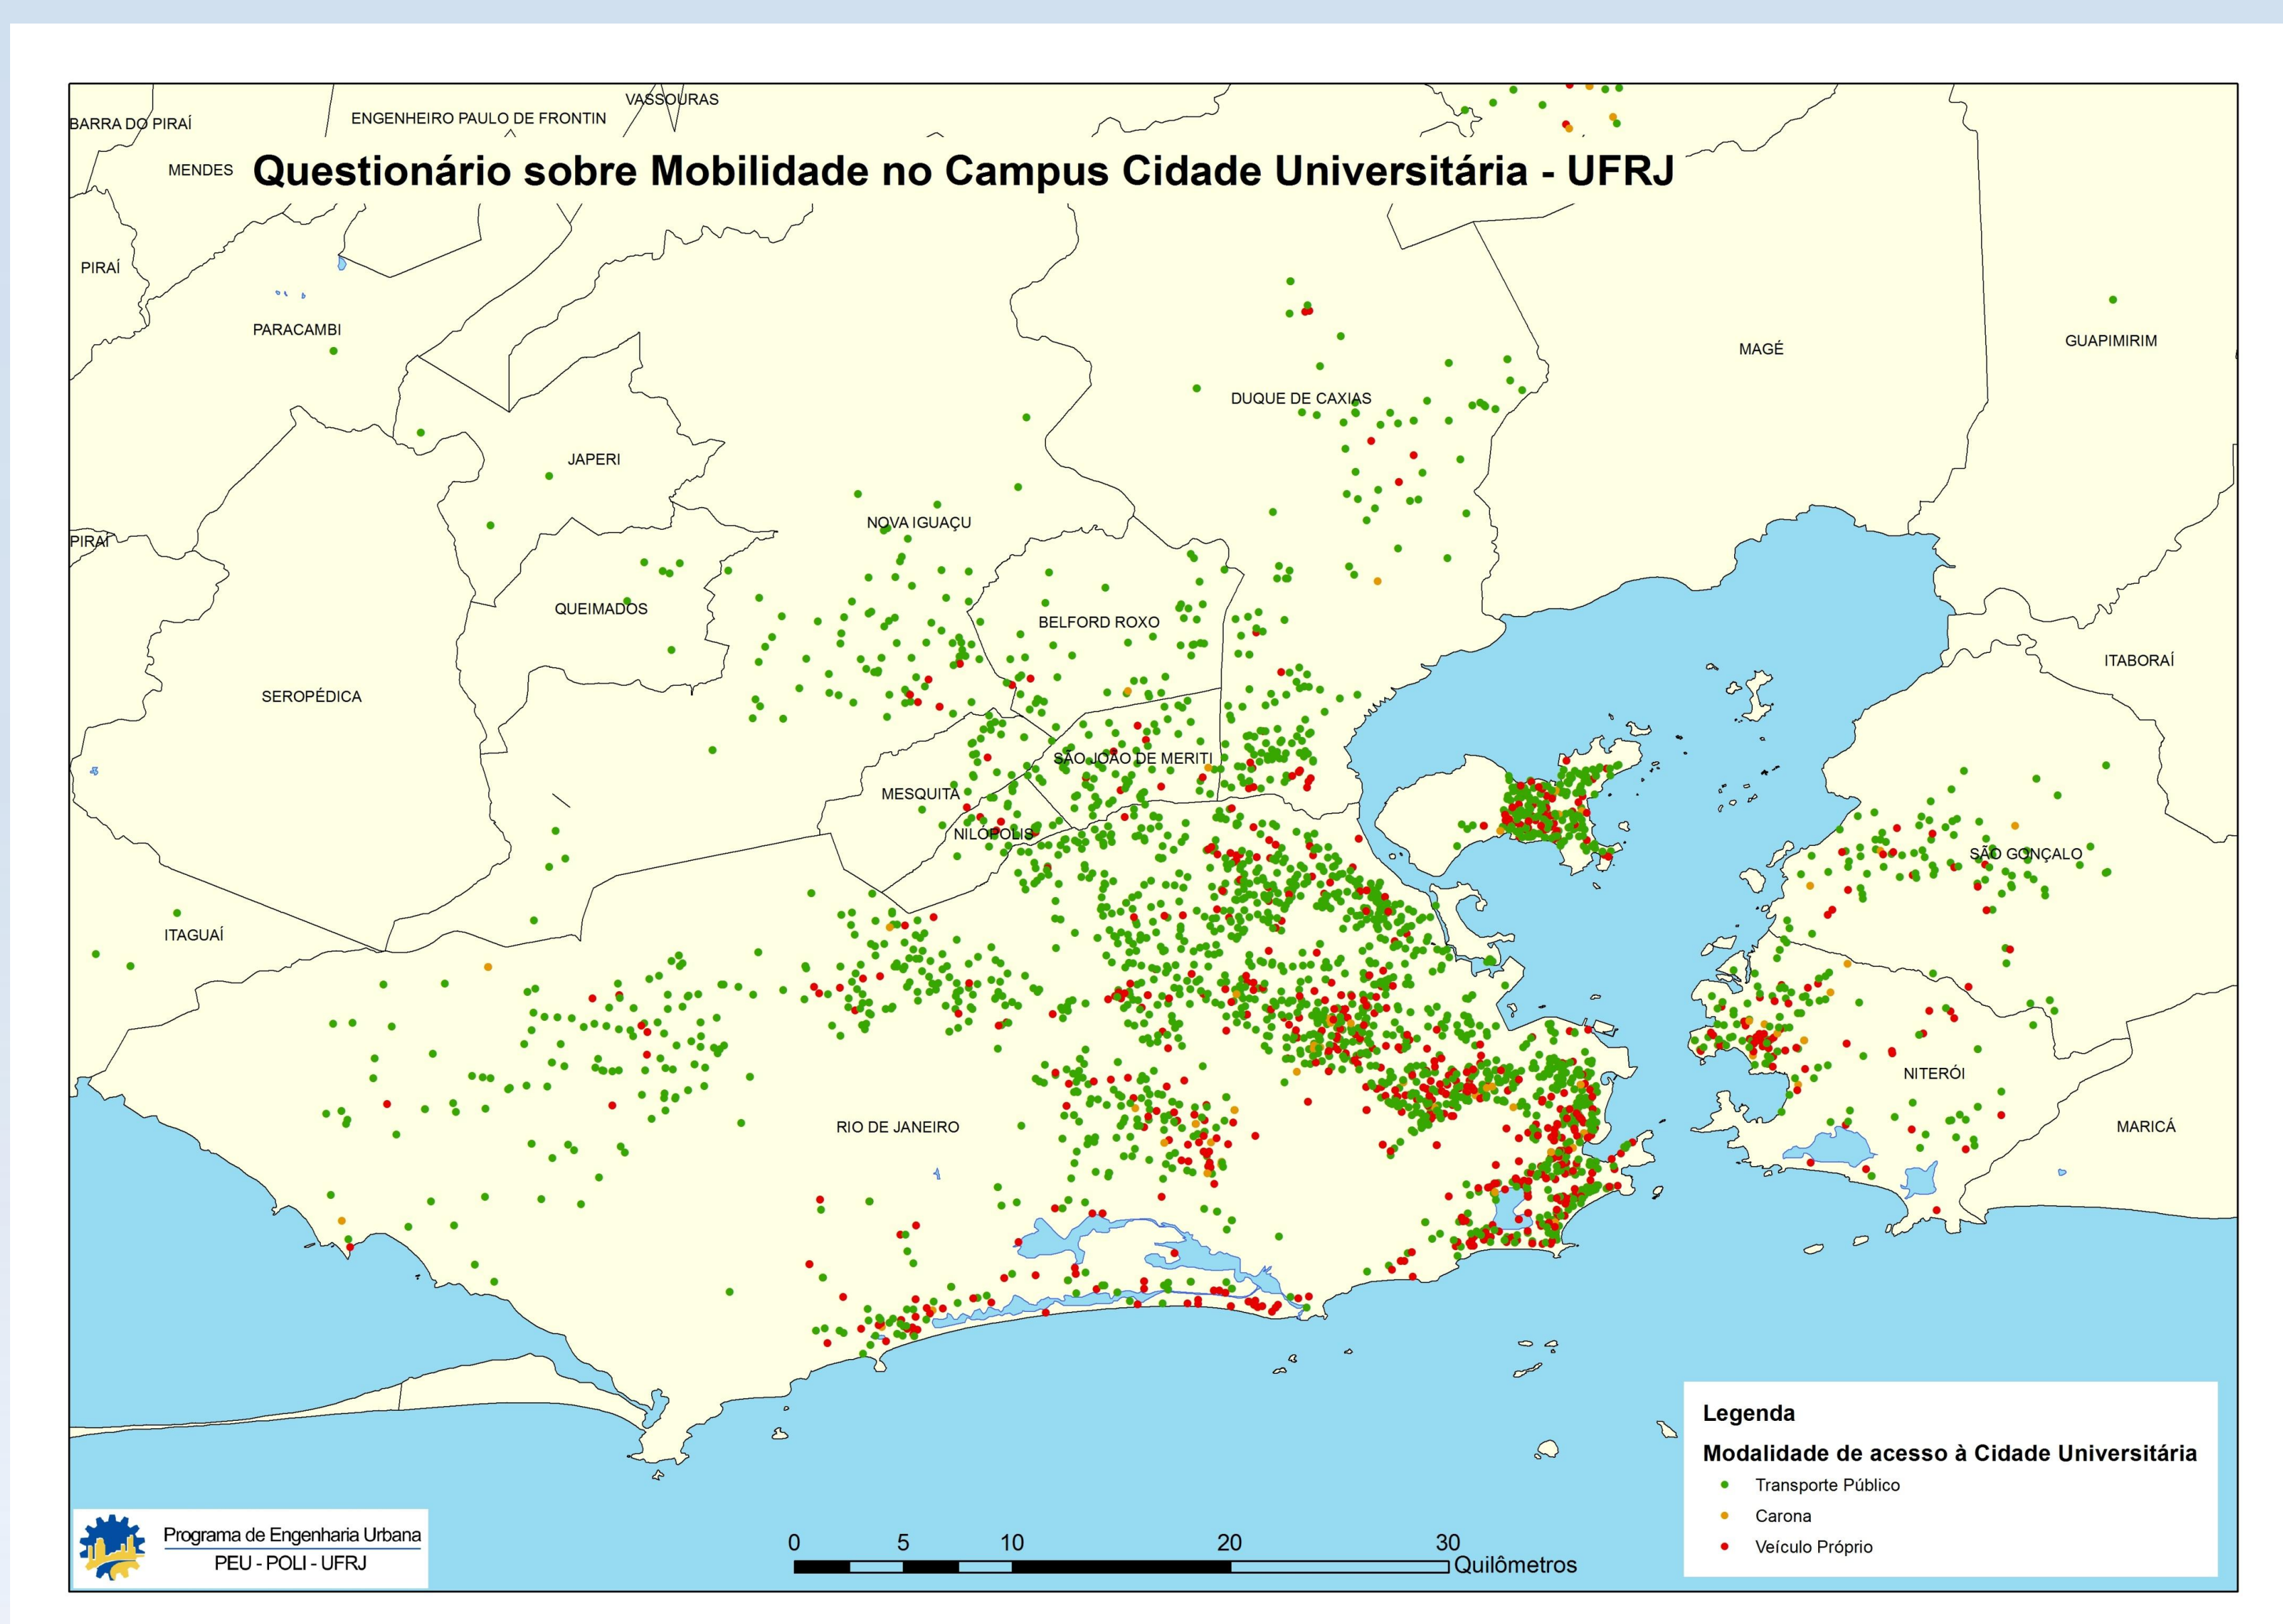 VASSOURAS
BARRA DO PIRAÍ
ENGENHEIRO PAULO DE FRONTIN
MENDES
Questionário sobre Mobilidade no Campus Cidade Universitária - UFRJ
PIRAÍ
PARACAMBI
MAGÉ
GUAPIMIRIM
DUQUE DE CAXIAS
JAPERI
NOVA IGUAÇU
PIRAÍ
QUEIMADOS
BELFORD ROXO
ITABORAÍ
SEROPÉDICA
SÃO JOÃO DE MERITI
MESQUITA
NILÓPOLIS
SÃO GONÇALO
ITAGUAÍ
NITERÓI
RIO DE JANEIRO
MARICÁ
Legenda
Modalidade de acesso à Cidade Universitária
Transporte Público
Carona
Veículo Próprio
Programa de Engenharia Urbana
PEU - POLI - UFRJ
0 5 10 20 30
Quilômetros